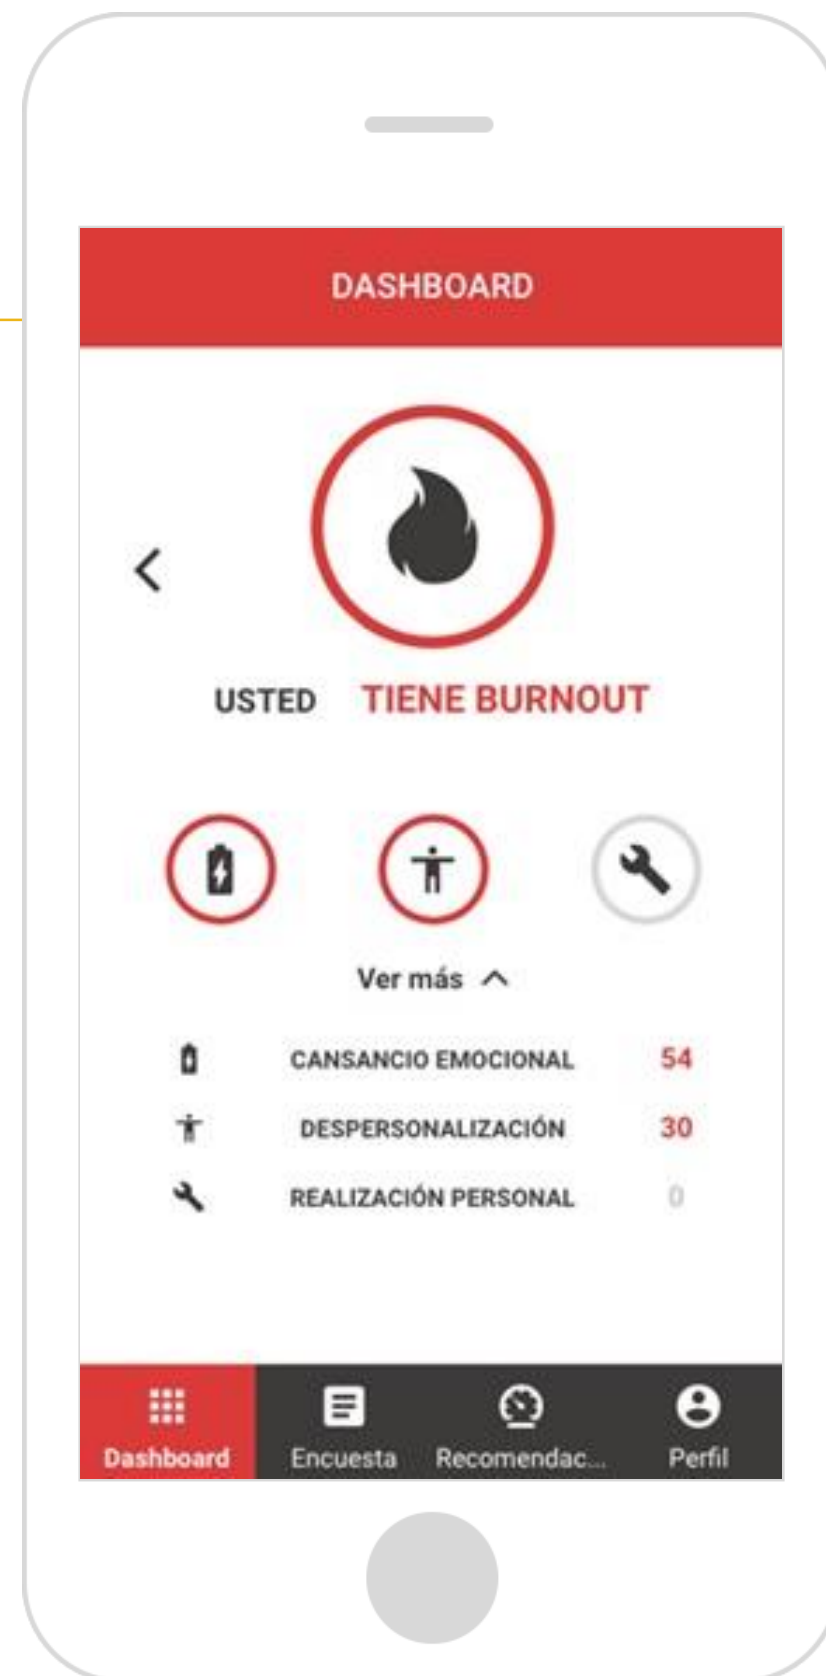 DASHBOARD
USTED TIENE BURNOUT
Ver más
CANSANCIO EMOCIONAL 54
DESPERSONALIZACIÓN 30
REALIZACIÓN PERSONAL 0
Dashboard Encuesta Recomendac... Perfil